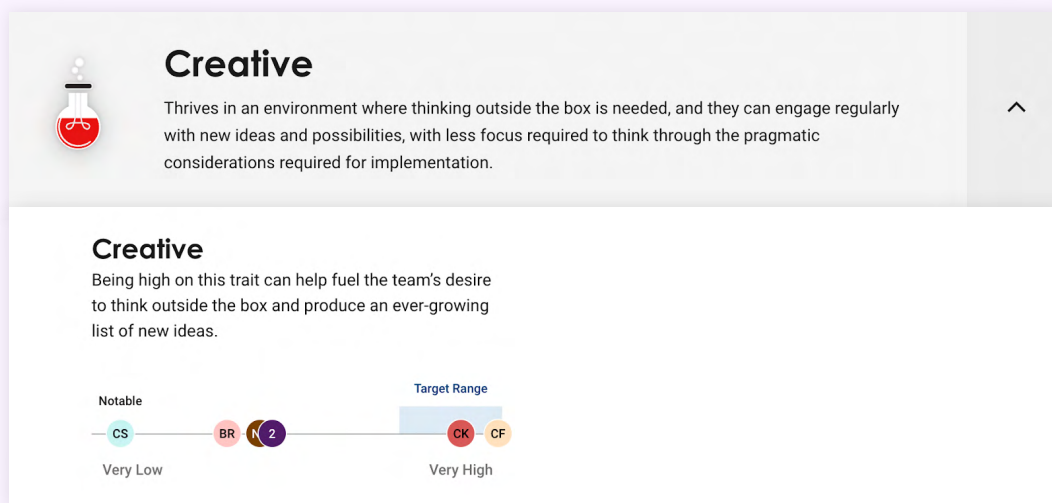 Creative
Thrives in an environment where thinking outside the box is needed, and they can engage regularly
with new ideas and possibilities, with less focus required to think through the pragmatic
considerations required for implementation.
Creative
Being high on this trait can help fuel the team’s desire
to think outside the box and produce an ever-growing
list of new ideas.
Target Range
Notable
CS BR 2 CK CF
Very Low Very High